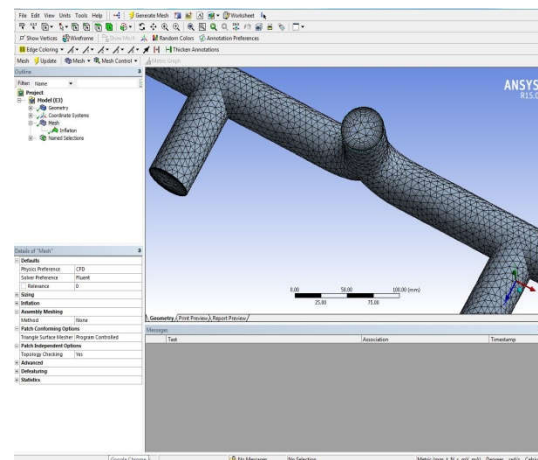 File Edit View Units Tools Help Generate Mesh Worksheet
Show Vertices Wireframe Show Mesh Random Colors Annotation Preferences
Edge Coloring Thicken Annotations
Mesh Update Mesh Mesh Control Metric Graph
Outline
Filter: Name
Project
Model (E3)
Geometry
Coordinate Systems
Mesh
Inflation
Named Selections
ANSYS
R15.0
0.00 50.00 100.00 (mm)
25.00 75.00
Details of "Mesh"
Defaults
Physics Preference CFD
Solver Preference Fluent
Relevance 0
Sizing
Inflation
Assembly Meshing
Method None
Patch Conforming Options
Triangle Surface Mesher Program Controlled
Patch Independent Options
Topology Checking Yes
Advanced
Defeaturing
Statistics
Geometry Print Preview Report Preview
Messages
Text Association Timestamp
No Messages No Selection